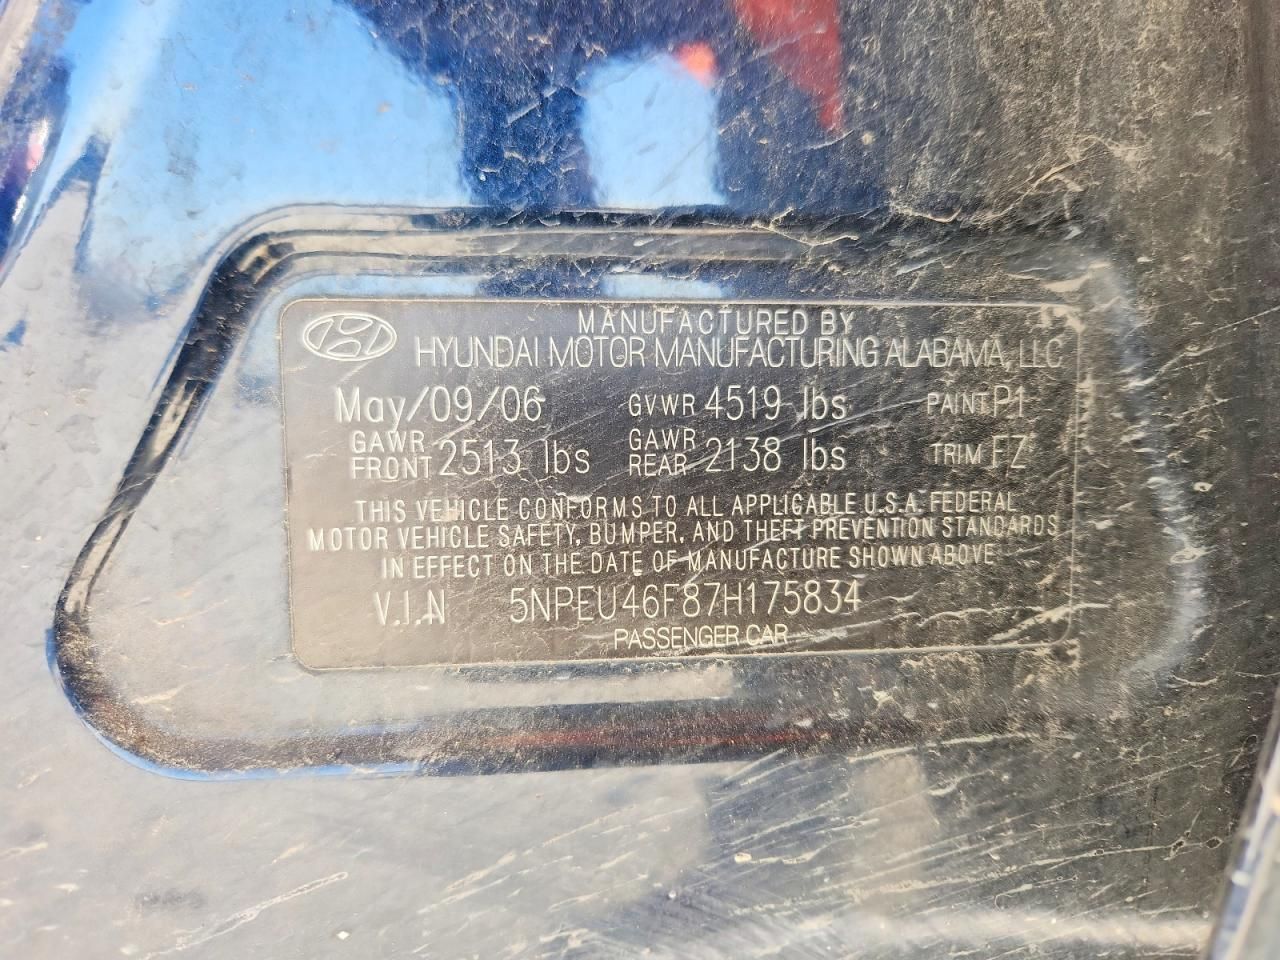 MANUFACTURED BY
HYUNDAI MOTOR MANUFACTURING ALABAMA, LLC
May/09/06 GVWR 4519 lbs PAINT P1
GAWR FRONT 2513 lbs GAWR REAR 2138 lbs TRIM FZ
THIS VEHICLE CONFORMS TO ALL APPLICABLE U.S.A. FEDERAL
MOTOR VEHICLE SAFETY, BUMPER, AND THEFT PREVENTION STANDARDS
IN EFFECT ON THE DATE OF MANUFACTURE SHOWN ABOVE
V.I.N 5NPEU46F87H175834
PASSENGER CAR